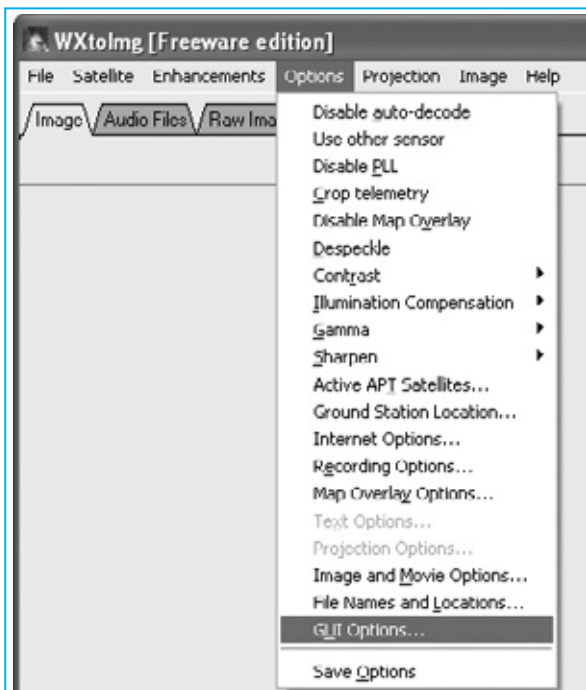 WXtoImg [Freeware edition]
File Satellite Enhancements Options Projection Image Help
Image Audio Files Raw Ima
Disable auto-decode
Use other sensor
Disable PLL
Crop telemetry
Disable Map Overlay
Despeckle
Contrast
Illumination Compensation
Gamma
Sharpen
Active APT Satellites...
Ground Station Location...
Internet Options...
Recording Options...
Map Overlay Options...
Text Options...
Projection Options...
Image and Movie Options...
File Names and Locations...
GUI Options...
Save Options